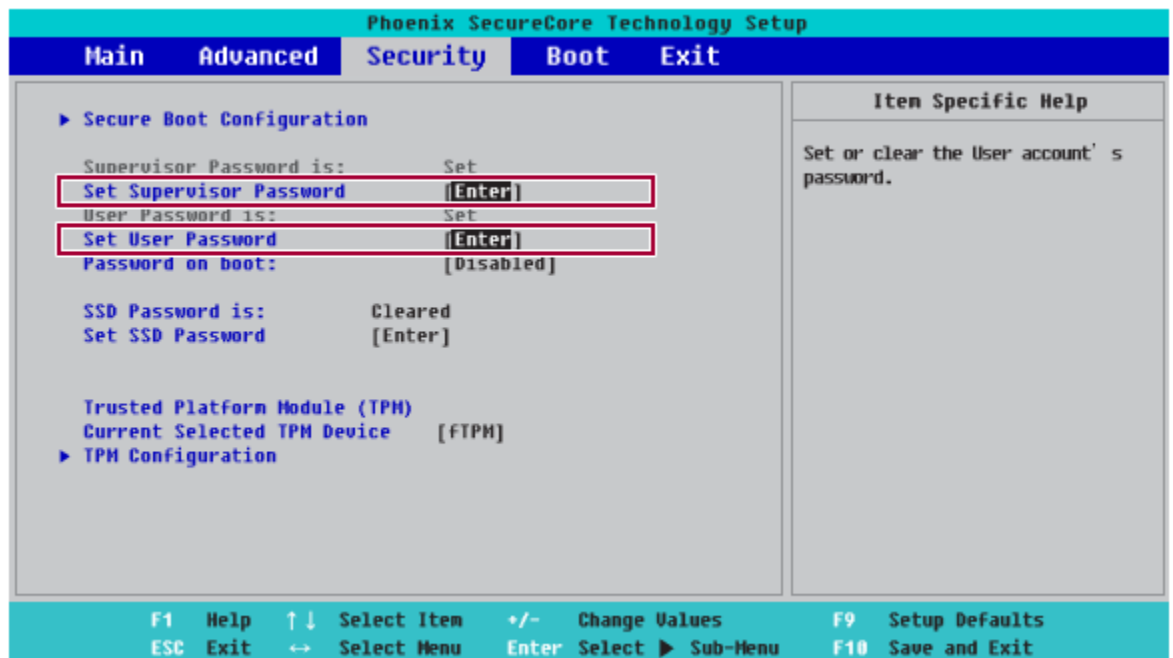 Phoenix SecureCore Technology Setup
Main Advanced Security Boot Exit
▶ Secure Boot Configuration
Supervisor Password is: Set
Set Supervisor Password [Enter]
User Password is: Set
Set User Password [Enter]
Password on boot: [Disabled]
SSD Password is: Cleared
Set SSD Password [Enter]
Trusted Platform Module (TPM)
Current Selected TPM Device [fTPM]
▶ TPM Configuration
Item Specific Help
Set or clear the User account's
password.
F1 Help ↑↓ Select Item +/- Change Values F9 Setup Defaults
ESC Exit ↔ Select Menu Enter Select ▶ Sub-Menu F10 Save and Exit